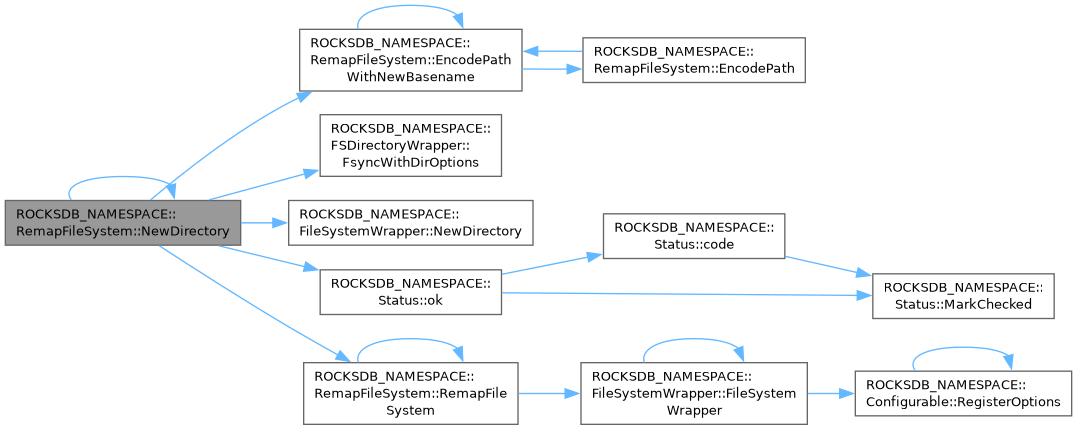 ROCKSDB_NAMESPACE::
RemapFileSystem::EncodePath
WithNewBasename
ROCKSDB_NAMESPACE::
RemapFileSystem::EncodePath
ROCKSDB_NAMESPACE::
FSDirectoryWrapper::
FsyncWithDirOptions
ROCKSDB_NAMESPACE::
RemapFileSystem::NewDirectory
ROCKSDB_NAMESPACE::
FileSystemWrapper::NewDirectory
ROCKSDB_NAMESPACE::
Status::code
ROCKSDB_NAMESPACE::
Status::ok
ROCKSDB_NAMESPACE::
Status::MarkChecked
ROCKSDB_NAMESPACE::
RemapFileSystem::RemapFile
System
ROCKSDB_NAMESPACE::
FileSystemWrapper::FileSystem
Wrapper
ROCKSDB_NAMESPACE::
Configurable::RegisterOptions